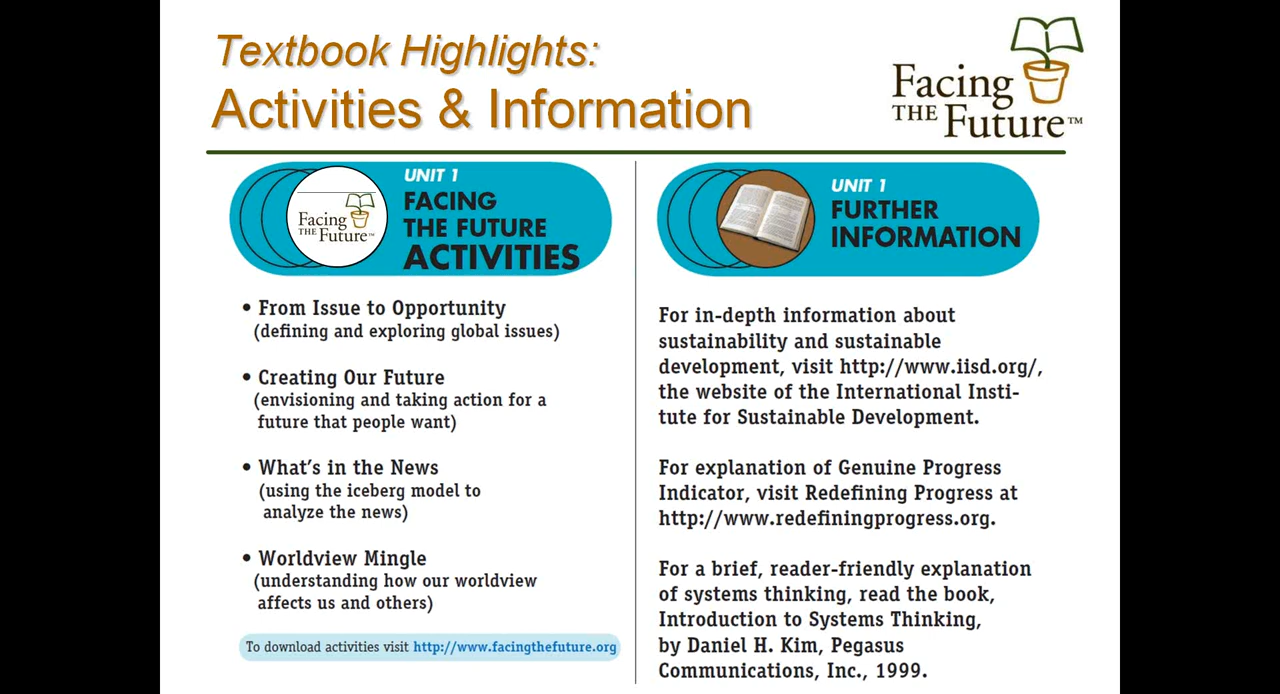 Textbook Highlights:
Activities & Information
Facing
THE Future™
UNIT 1
FACING
THE FUTURE
ACTIVITIES
Facing
THE Future™
• From Issue to Opportunity
(defining and exploring global issues)
• Creating Our Future
(envisioning and taking action for a
future that people want)
• What's in the News
(using the iceberg model to
analyze the news)
• Worldview Mingle
(understanding how our worldview
affects us and others)
To download activities visit http://www.facingthefuture.org
UNIT 1
FURTHER
INFORMATION
For in-depth information about
sustainability and sustainable
development, visit http://www.iisd.org/,
the website of the International Insti-
tute for Sustainable Development.
For explanation of Genuine Progress
Indicator, visit Redefining Progress at
http://www.redefiningprogress.org.
For a brief, reader-friendly explanation
of systems thinking, read the book,
Introduction to Systems Thinking,
by Daniel H. Kim, Pegasus
Communications, Inc., 1999.